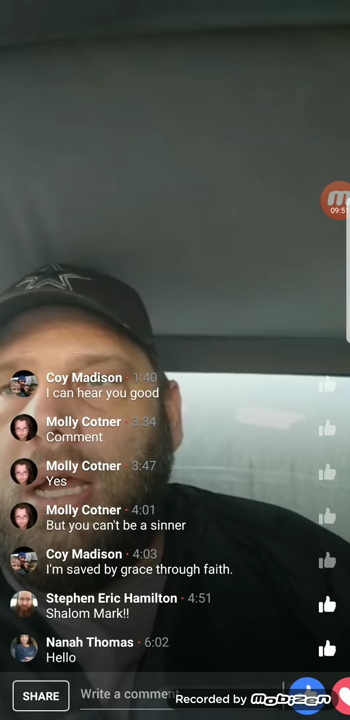 09:51
Coy Madison · 1:40
I can hear you good
Molly Cotner · 3:34
Comment
Molly Cotner · 3:47
Yes
Molly Cotner · 4:01
But you can't be a sinner
Coy Madison · 4:03
I'm saved by grace through faith.
Stephen Eric Hamilton · 4:51
Shalom Mark!!
Nanah Thomas · 6:02
Hello
SHARE
Write a comment
Recorded by mobizen